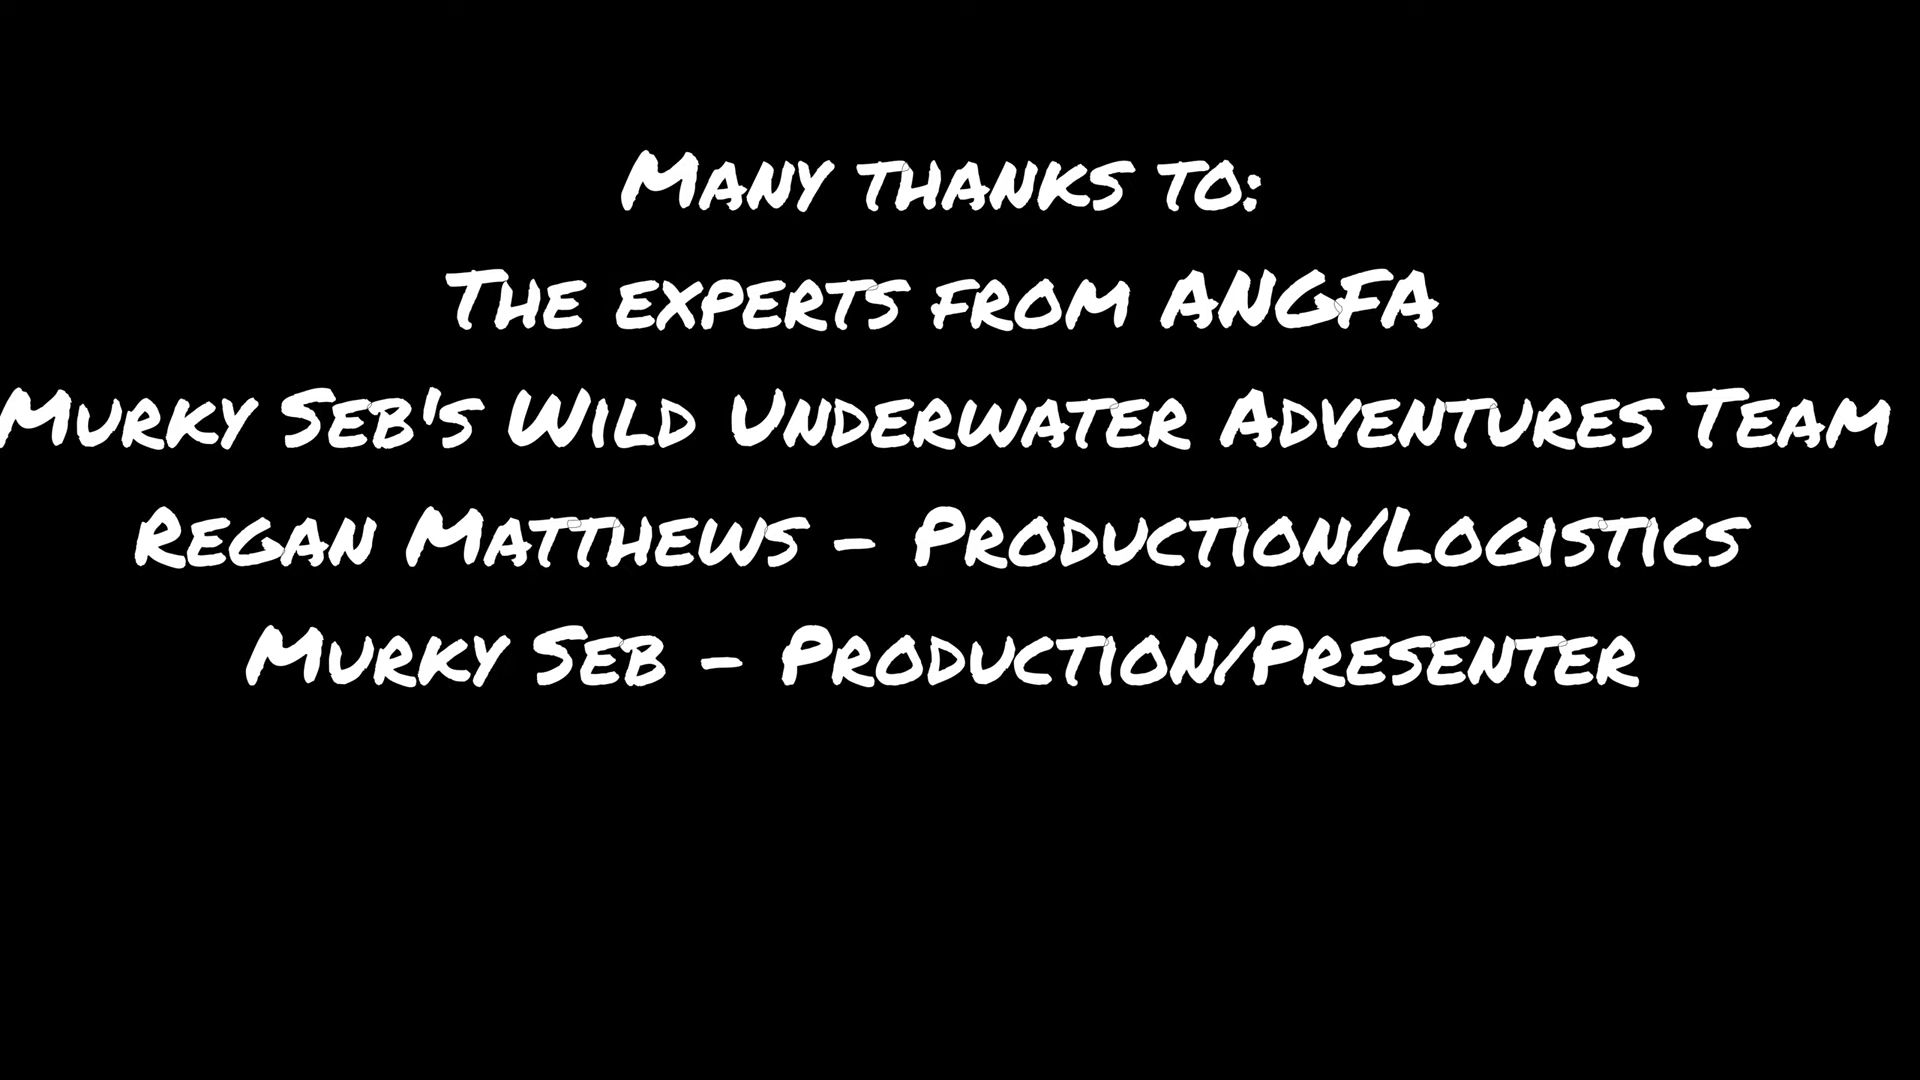 Many thanks to:
The experts from ANGFA
Murky Seb's Wild Underwater Adventures Team
Regan Matthews - Production/Logistics
Murky Seb - Production/Presenter